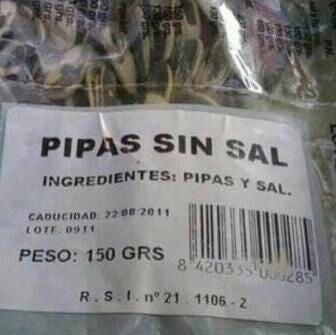 PIPAS SIN SAL
INGREDIENTES: PIPAS Y SAL.
CADUCIDAD: 22-08-2011
LOTE: 0911
PESO: 150 GRS
8 420335 009285
R.S.I. nº 21.1106-Z